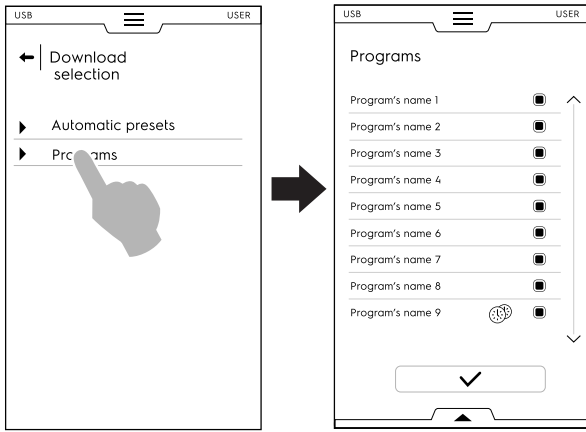 USB USER
Download
selection
Automatic presets
Programs
USB USER
Programs
Program's name 1
Program's name 2
Program's name 3
Program's name 4
Program's name 5
Program's name 6
Program's name 7
Program's name 8
Program's name 9